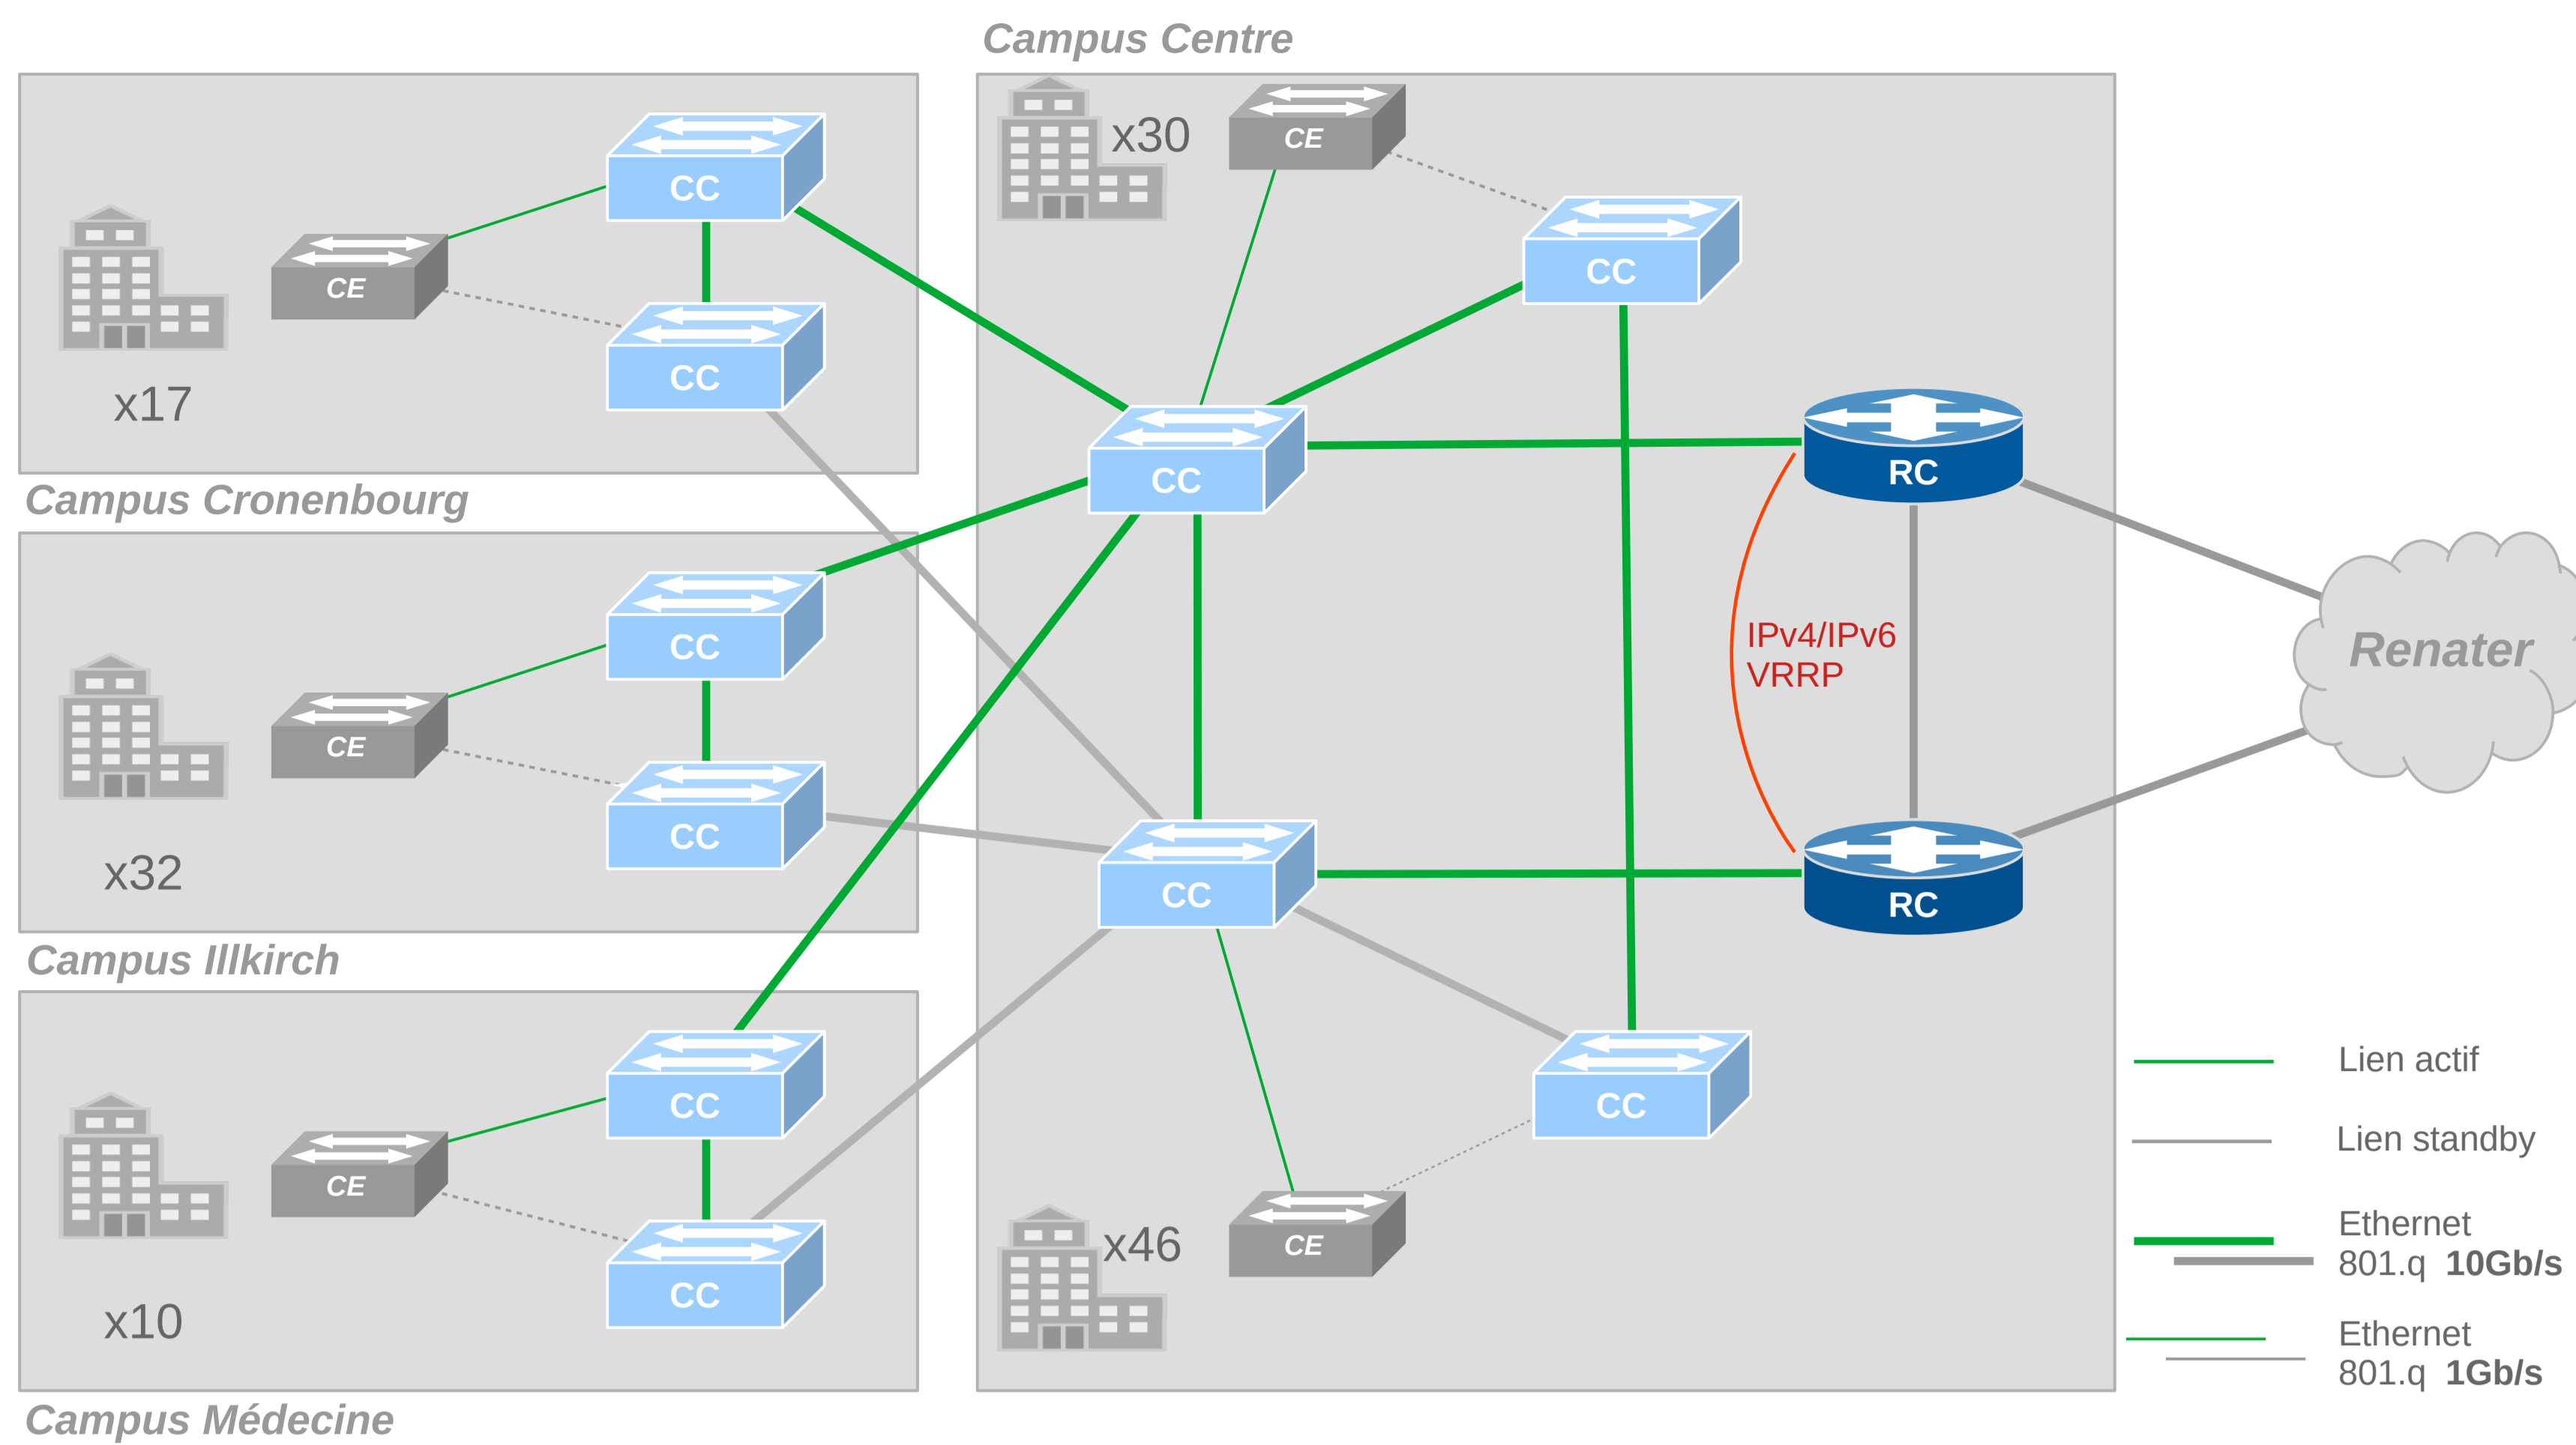 Campus Centre
x30
CE
CC
CC
CE
CC
x17
CC
CC
RC
Campus Cronenbourg
CC
CE
CC
x32
IPv4/IPv6
VRRP
Renater
CC
RC
Campus Illkirch
CC
CE
CC
x10
CC
x46
CE
Campus Médecine
Lien actif
Lien standby
Ethernet
801.q 10Gb/s
Ethernet
801.q 1Gb/s